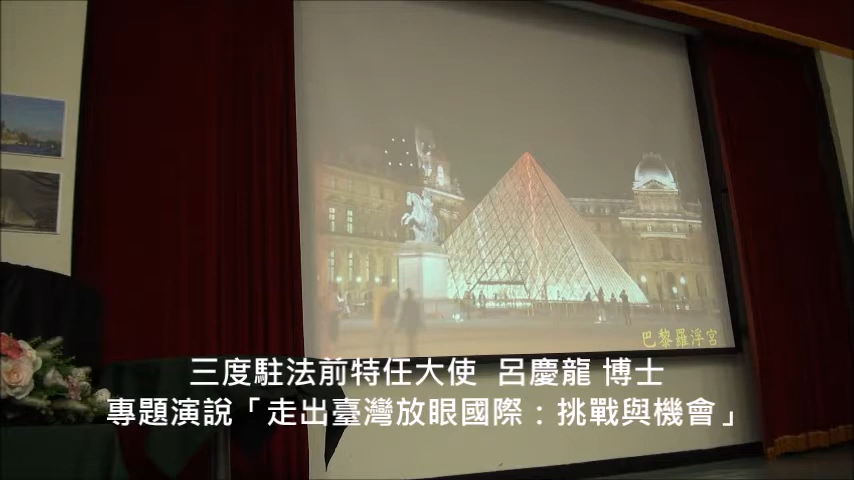 巴黎羅浮宮
三度駐法前特任大使 呂慶龍 博士
專題演說「走出臺灣放眼國際：挑戰與機會」